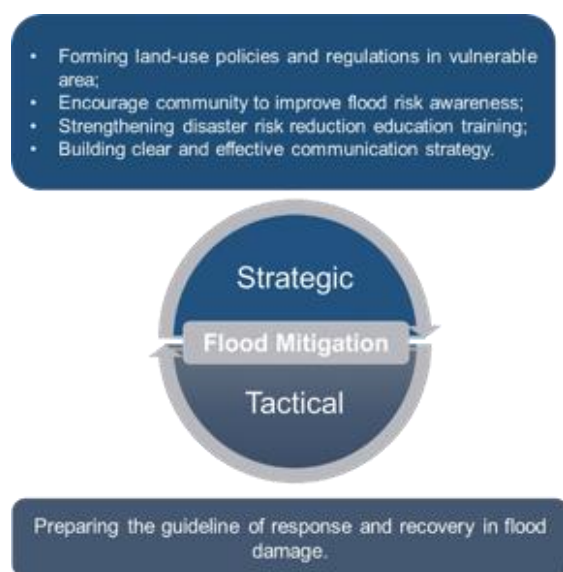 • Forming land-use policies and regulations in vulnerable
area;
• Encourage community to improve flood risk awareness;
• Strengthening disaster risk reduction education training;
• Building clear and effective communication strategy.
Strategic
Flood Mitigation
Tactical
Preparing the guideline of response and recovery in flood
damage.